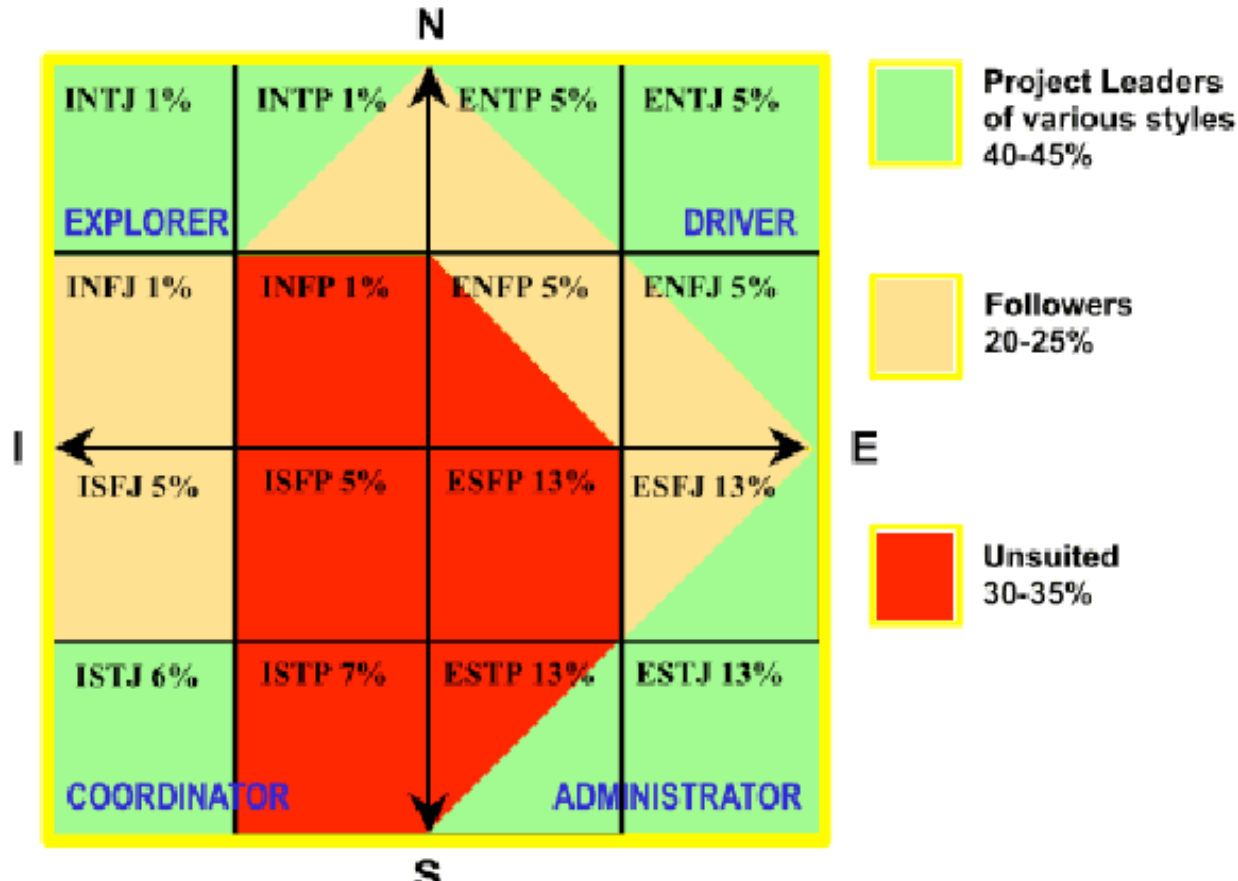 N
INTJ 1%
INTP 1%
ENTP 5%
ENTJ 5%
EXPLORER
DRIVER
INFJ 1%
INFP 1%
ENFP 5%
ENFJ 5%
I
E
ISFJ 5%
ISFP 5%
ESFP 13%
ESFJ 13%
ISTJ 6%
ISTP 7%
ESTP 13%
ESTJ 13%
COORDINATOR
ADMINISTRATOR
S
Project Leaders
of various styles
40-45%
Followers
20-25%
Unsuited
30-35%